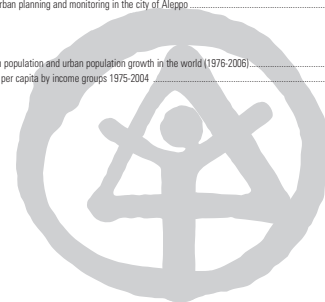 rban planning and monitoring in the city of Aleppo
population and urban population growth in the world (1976-2006)
per capita by income groups 1975-2004